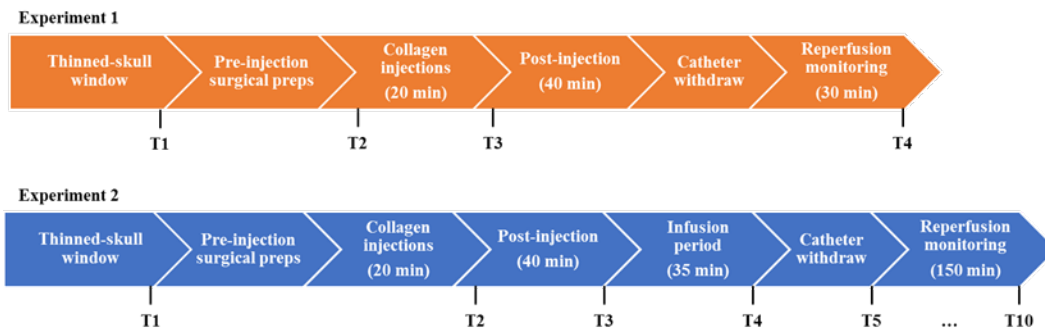 Experiment 1
Thinned-skull
window
Pre-injection
surgical preps
Collagen
injections
(20 min)
Post-injection
(40 min)
Catheter
withdraw
Reperfusion
monitoring
(30 min)
T1
T2
T3
T4
Experiment 2
Thinned-skull
window
Pre-injection
surgical preps
Collagen
injections
(20 min)
Post-injection
(40 min)
Infusion
period
(35 min)
Catheter
withdraw
Reperfusion
monitoring
(150 min)
T1
T2
T3
T4
T5
...
T10